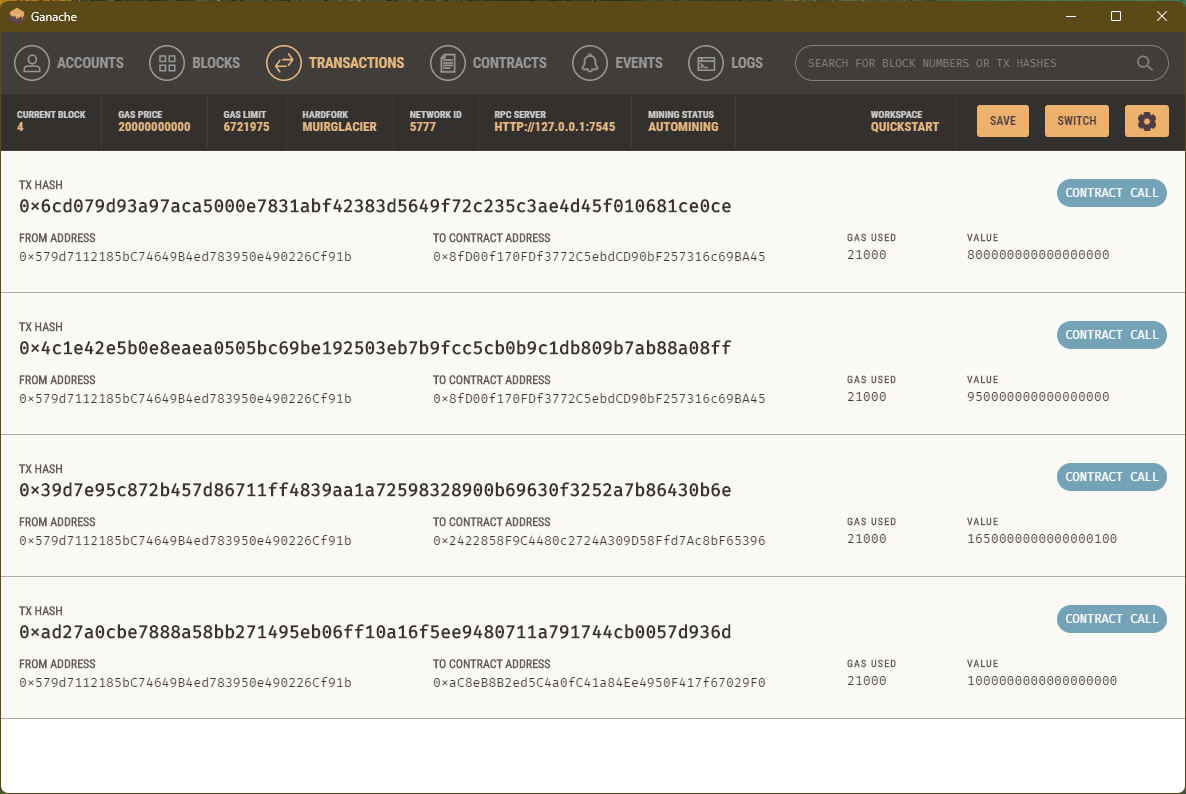 Ganache
ACCOUNTS BLOCKS TRANSACTIONS CONTRACTS EVENTS LOGS SEARCH FOR BLOCK NUMBERS OR TX HASHES
CURRENT BLOCK GAS PRICE GAS LIMIT HARDFORK NETWORK ID RPC SERVER MINING STATUS WORKSPACE
4 20000000000 6721975 MUIRGLACIER 5777 HTTP://127.0.0.1:7545 AUTOMINING QUICKSTART SAVE SWITCH
TX HASH
0×6cd079d93a97aca5000e7831abf42383d5649f72c235c3ae4d45f010681ce0ce CONTRACT CALL
FROM ADDRESS TO CONTRACT ADDRESS GAS USED VALUE
0×579d7112185bC74649B4ed783950e490226Cf91b 0×8fD00f170FDf3772C5ebdCD90bF257316c69BA45 21000 800000000000000000
TX HASH
0×4c1e42e5b0e8eaea0505bc69be192503eb7b9fcc5cb0b9c1db809b7ab88a08ff CONTRACT CALL
FROM ADDRESS TO CONTRACT ADDRESS GAS USED VALUE
0×579d7112185bC74649B4ed783950e490226Cf91b 0×8fD00f170FDf3772C5ebdCD90bF257316c69BA45 21000 950000000000000000
TX HASH
0×39d7e95c872b457d86711ff4839aa1a72598328900b69630f3252a7b86430b6e CONTRACT CALL
FROM ADDRESS TO CONTRACT ADDRESS GAS USED VALUE
0×579d7112185bC74649B4ed783950e490226Cf91b 0×2422858F9C4480c2724A309D58Ffd7Ac8bF65396 21000 1650000000000000100
TX HASH
0×ad27a0cbe7888a58bb271495eb06ff10a16f5ee9480711a791744cb0057d936d CONTRACT CALL
FROM ADDRESS TO CONTRACT ADDRESS GAS USED VALUE
0×579d7112185bC74649B4ed783950e490226Cf91b 0×aC8eB8B2ed5C4a0fC41a84Ee4950F417f67029F0 21000 1000000000000000000